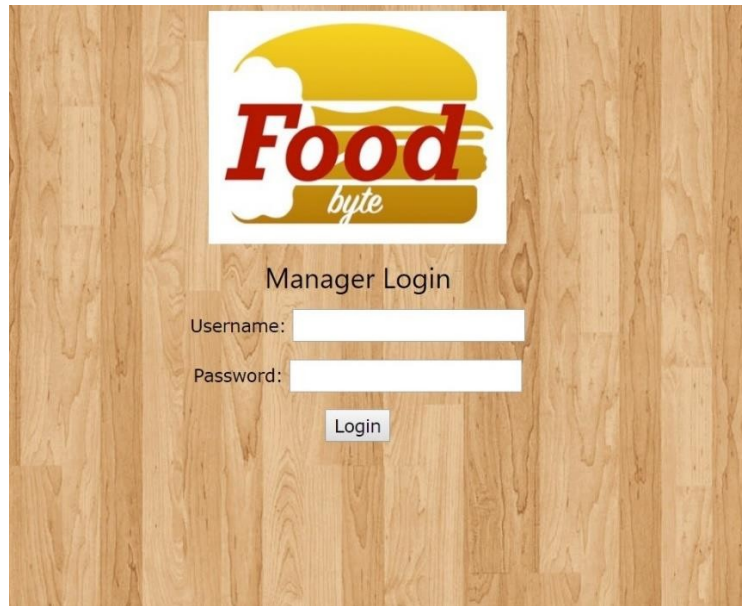 Food
byte
Manager Login
Username:
Password:
Login